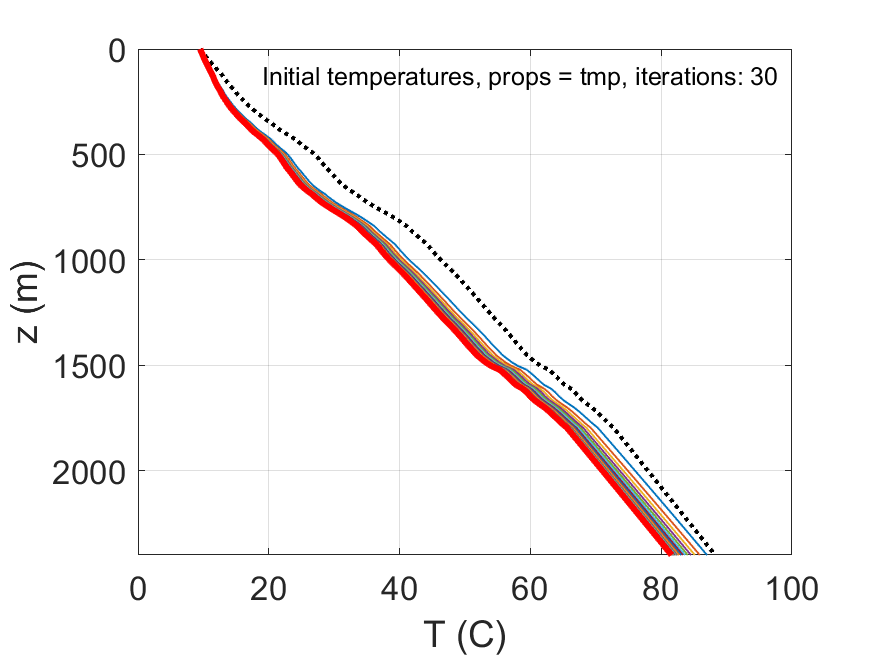 Initial temperatures, props = tmp, iterations: 30
0
500
1000
1500
2000
z (m)
0 20 40 60 80 100
T (C)